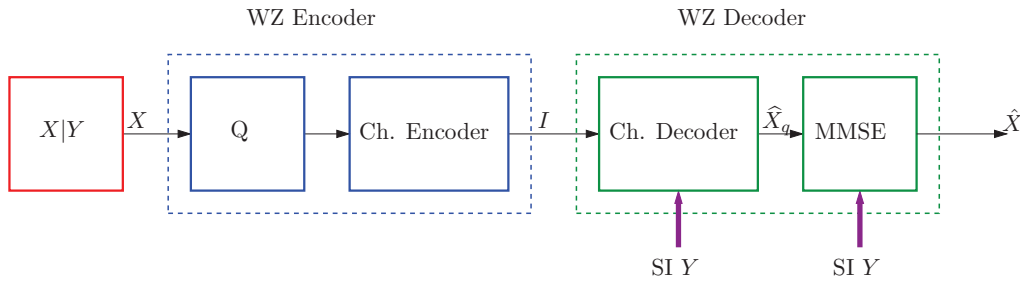 WZ Encoder
WZ Decoder
X|Y
X
Q
Ch. Encoder
I
Ch. Decoder
X̂_q
MMSE
X̂
SI Y
SI Y